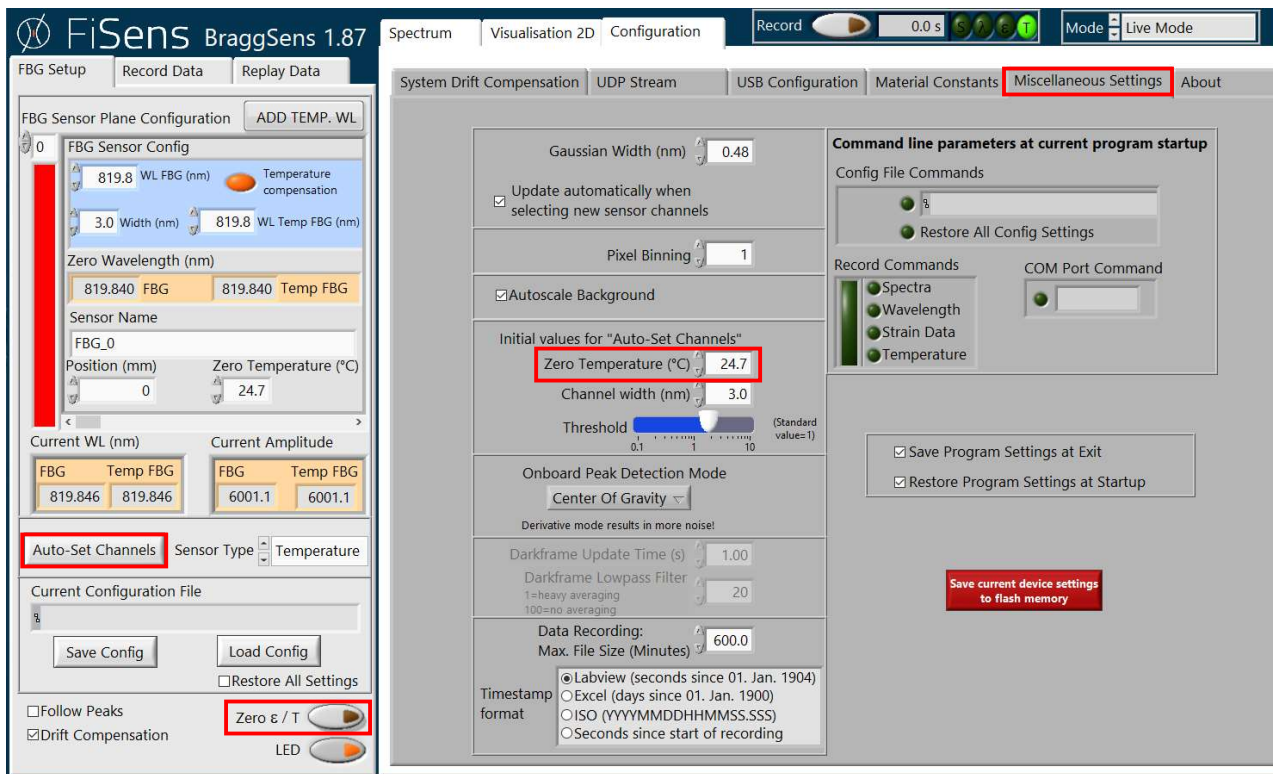 FiSens BraggSens 1.87
Spectrum
Visualisation 2D
Configuration
Record
0.0 s
S
λ
ε
T
Mode
Live Mode
FBG Setup
Record Data
Replay Data
FBG Sensor Plane Configuration
ADD TEMP. WL
0
FBG Sensor Config
819.8 WL FBG (nm)
Temperature
compensation
3.0 Width (nm)
819.8 WL Temp FBG (nm)
Zero Wavelength (nm)
819.840 FBG
819.840 Temp FBG
Sensor Name
FBG_0
Position (mm)
Zero Temperature (°C)
0
24.7
Current WL (nm)
Current Amplitude
FBG
Temp FBG
FBG
Temp FBG
819.846
819.846
6001.1
6001.1
Auto-Set Channels
Sensor Type
Temperature
Current Configuration File
%
Save Config
Load Config
Restore All Settings
Follow Peaks
Zero ε / T
Drift Compensation
LED
System Drift Compensation
UDP Stream
USB Configuration
Material Constants
Miscellaneous Settings
About
Gaussian Width (nm)
0.48
Update automatically when
selecting new sensor channels
Pixel Binning
1
Autoscale Background
Initial values for "Auto-Set Channels"
Zero Temperature (°C)
24.7
Channel width (nm)
3.0
Threshold
(Standard
value=1)
0.1
1
10
Onboard Peak Detection Mode
Center Of Gravity
Derivative mode results in more noise!
Darkframe Update Time (s)
1.00
Darkframe Lowpass Filter
1=heavy averaging
100=no averaging
20
Data Recording:
Max. File Size (Minutes)
600.0
Timestamp
format
Labview (seconds since 01. Jan. 1904)
Excel (days since 01. Jan. 1900)
ISO (YYYYMMDDHHMMSS.SSS)
Seconds since start of recording
Command line parameters at current program startup
Config File Commands
%
Restore All Config Settings
Record Commands
Spectra
Wavelength
Strain Data
Temperature
COM Port Command
Save Program Settings at Exit
Restore Program Settings at Startup
Save current device settings
to flash memory